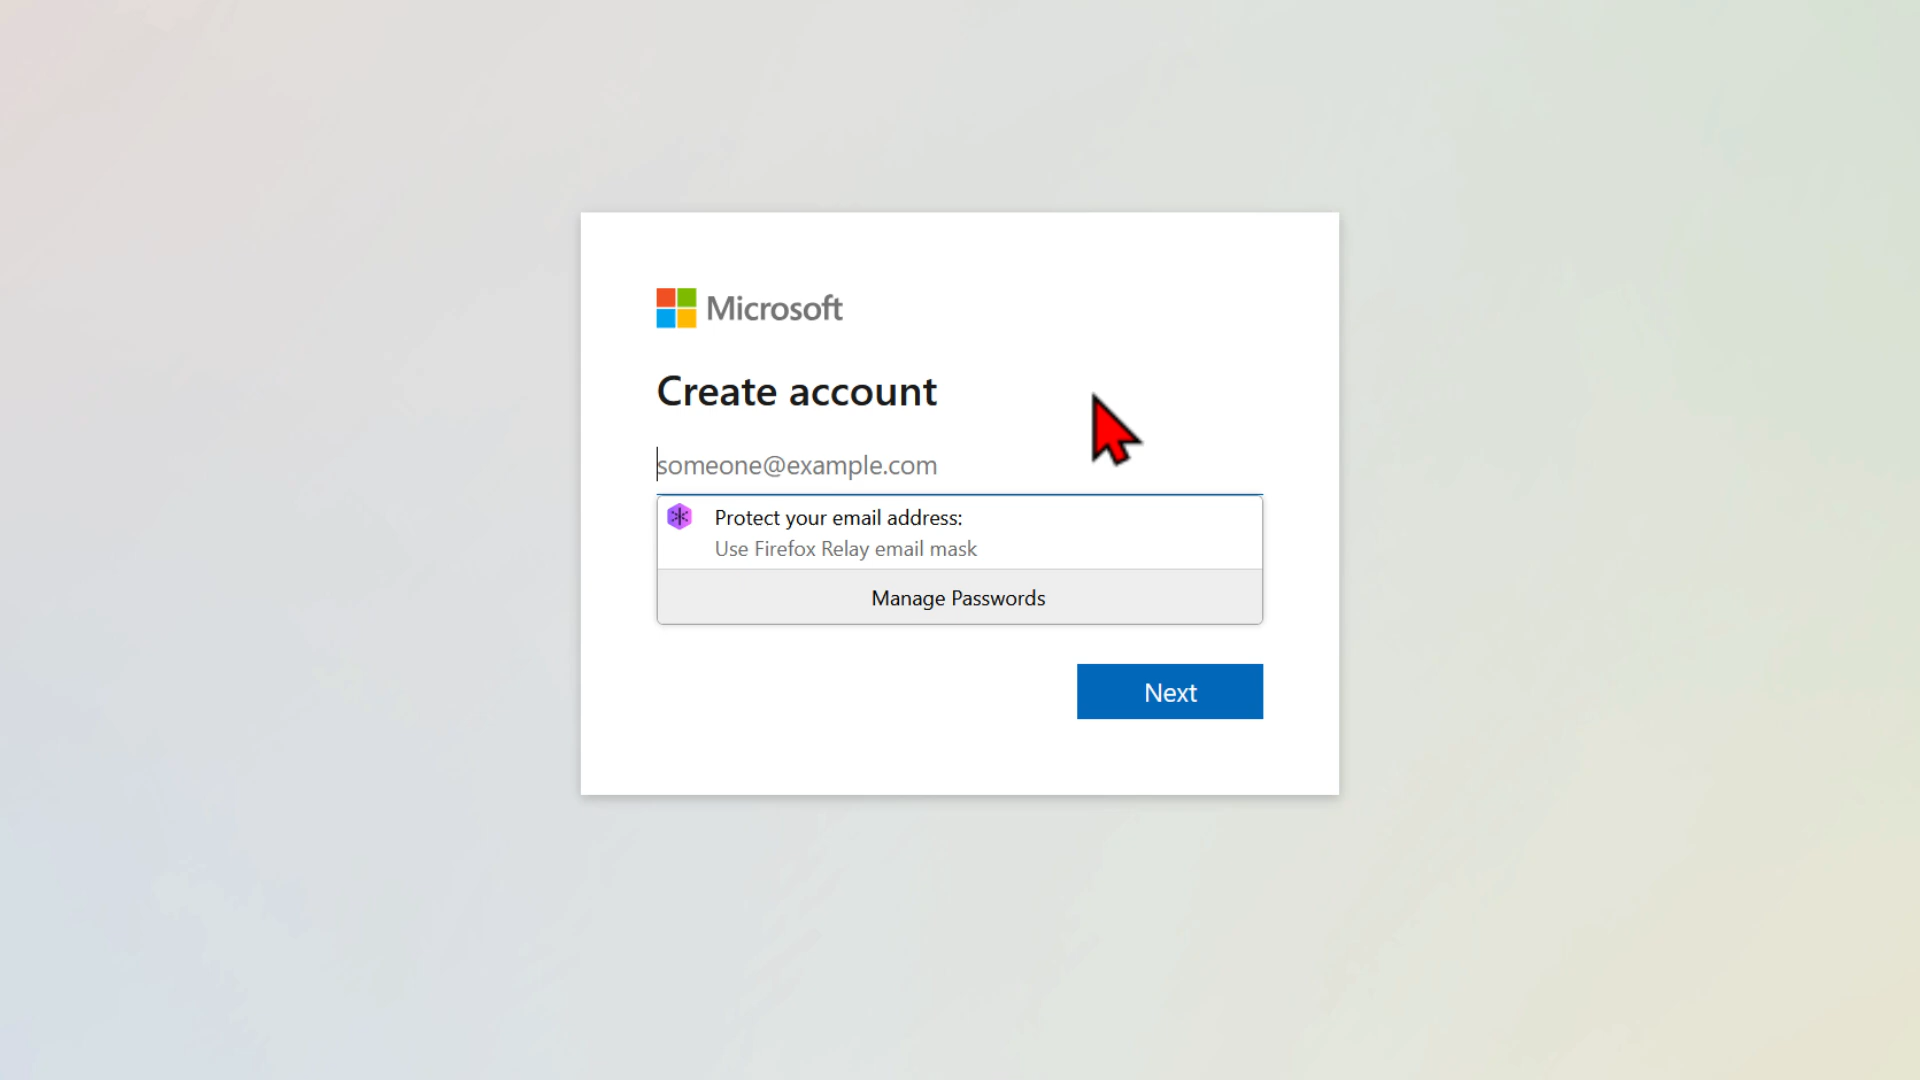 Microsoft
Create account
someone@example.com
Protect your email address:
Use Firefox Relay email mask
Manage Passwords
Next